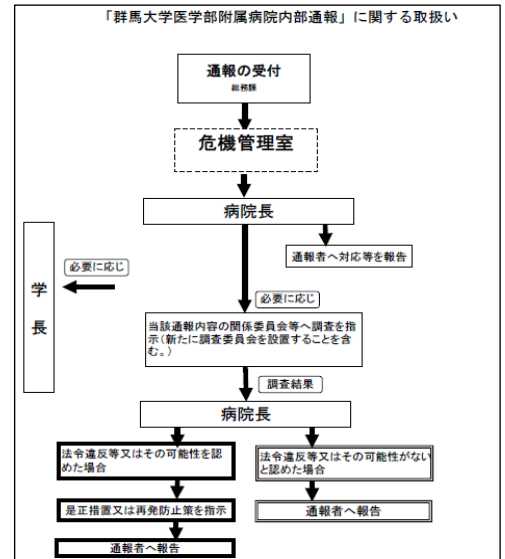 「群馬大学医学部附属病院内部通報」に関する取扱い
通報の受付
総務課
危機管理室
病院長
通報者へ対応等を報告
必要に応じ
学
長
必要に応じ
当該通報内容の関係委員会等へ調査を指
示（新たに調査委員会を設置することを含
む。）
調査結果
病院長
法令違反等又はその可能性を認
めた場合
法令違反等又はその可能性がない
と認めた場合
是正措置又は再発防止策を指示
通報者へ報告
通報者へ報告